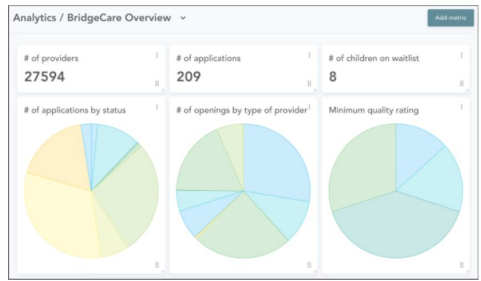 Analytics / BridgeCare Overview
Add metric
# of providers
27594
# of applications
209
# of children on waitlist
8
# of applications by status
# of openings by type of provider
Minimum quality rating